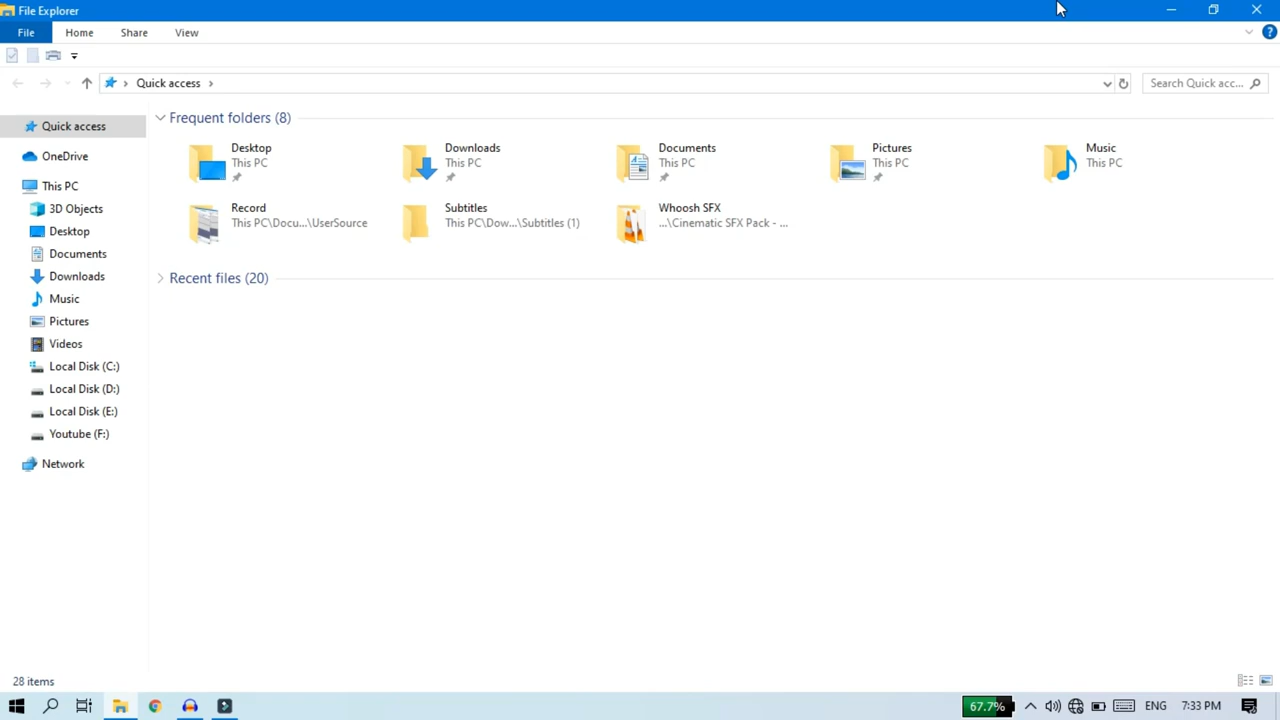 File Explorer
File Home Share View
Quick access
Search Quick acc...
Quick access
OneDrive
This PC
3D Objects
Desktop
Documents
Downloads
Music
Pictures
Videos
Local Disk (C:)
Local Disk (D:)
Local Disk (E:)
Youtube (F:)
Network
Frequent folders (8)
Desktop
This PC
Downloads
This PC
Documents
This PC
Pictures
This PC
Music
This PC
Record
This PC\Docu...\UserSource
Subtitles
This PC\Dow...\Subtitles (1)
Whoosh SFX
...\Cinematic SFX Pack - ...
Recent files (20)
28 items
67.7% ENG 7:33 PM